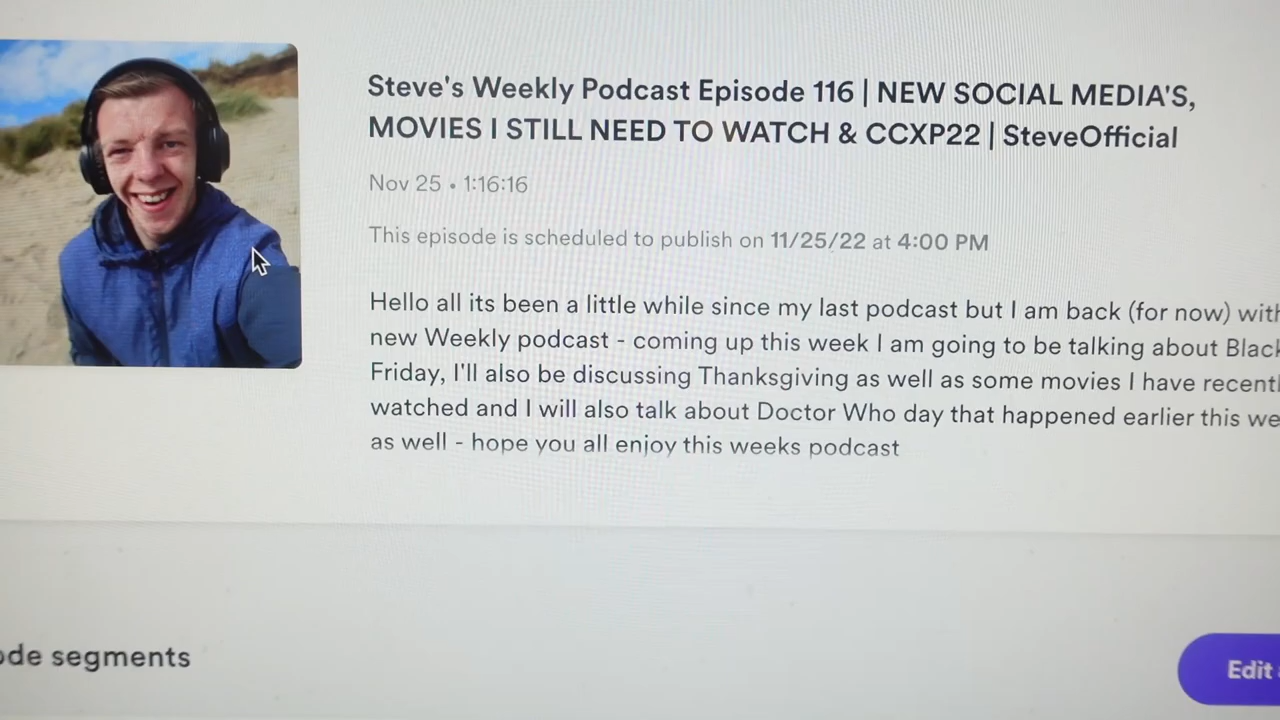 Steve's Weekly Podcast Episode 116 | NEW SOCIAL MEDIA'S,
MOVIES I STILL NEED TO WATCH & CCXP22 | SteveOfficial
Nov 25 • 1:16:16
This episode is scheduled to publish on 11/25/22 at 4:00 PM
Hello all its been a little while since my last podcast but I am back (for now) with
new Weekly podcast - coming up this week I am going to be talking about Black
Friday, I'll also be discussing Thanksgiving as well as some movies I have recentl
watched and I will also talk about Doctor Who day that happened earlier this we
as well - hope you all enjoy this weeks podcast
ode segments
Edit